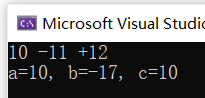 Microsoft Visual Studio
10 -11 +12
a=10, b=-17, c=10